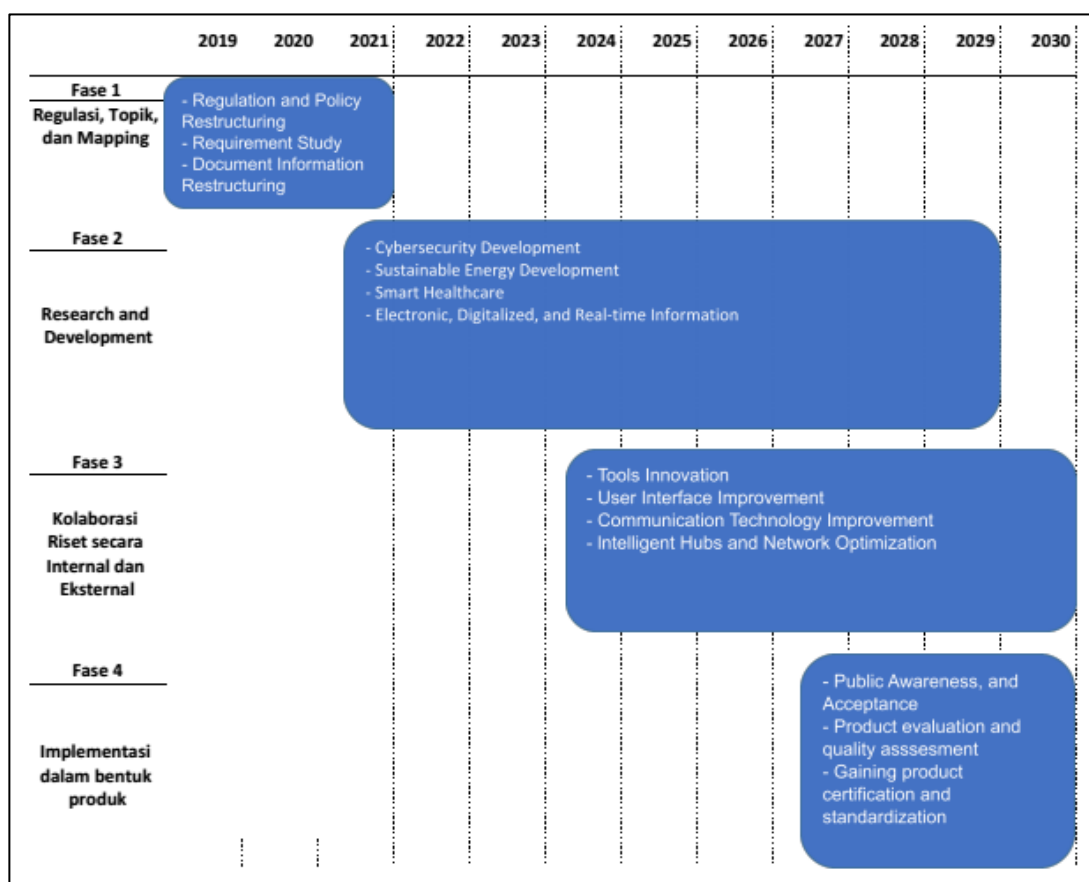 2019 2020 2021 2022 2023 2024 2025 2026 2027 2028 2029 2030
Fase 1
Regulasi, Topik,
dan Mapping
- Regulation and Policy
Restructuring
- Requirement Study
- Document Information
Restructuring
Fase 2
Research and
Development
- Cybersecurity Development
- Sustainable Energy Development
- Smart Healthcare
- Electronic, Digitalized, and Real-time Information
Fase 3
Kolaborasi
Riset secara
Internal dan
Eksternal
- Tools Innovation
- User Interface Improvement
- Communication Technology Improvement
- Intelligent Hubs and Network Optimization
Fase 4
Implementasi
dalam bentuk
produk
- Public Awareness, and
Acceptance
- Product evaluation and
quality asssesment
- Gaining product
certification and
standardization